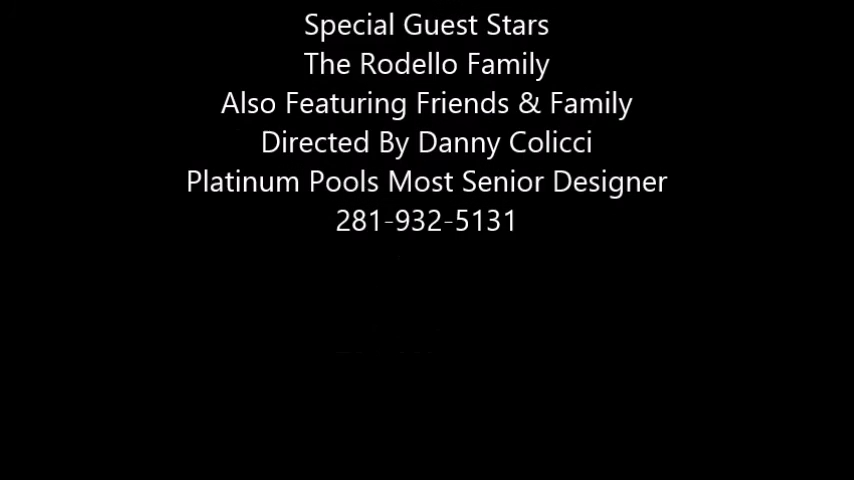 Special Guest Stars
The Rodello Family
Also Featuring Friends & Family
Directed By Danny Colicci
Platinum Pools Most Senior Designer
281-932-5131